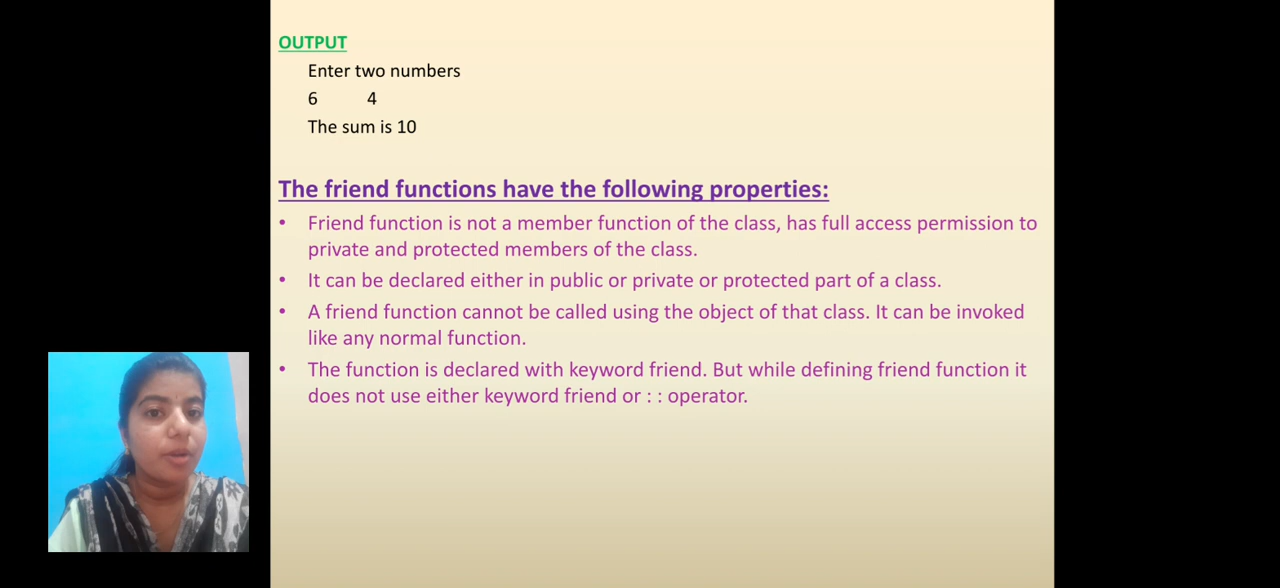 OUTPUT
Enter two numbers
6 4
The sum is 10
The friend functions have the following properties:
• Friend function is not a member function of the class, has full access permission to
private and protected members of the class.
• It can be declared either in public or private or protected part of a class.
• A friend function cannot be called using the object of that class. It can be invoked
like any normal function.
• The function is declared with keyword friend. But while defining friend function it
does not use either keyword friend or : : operator.